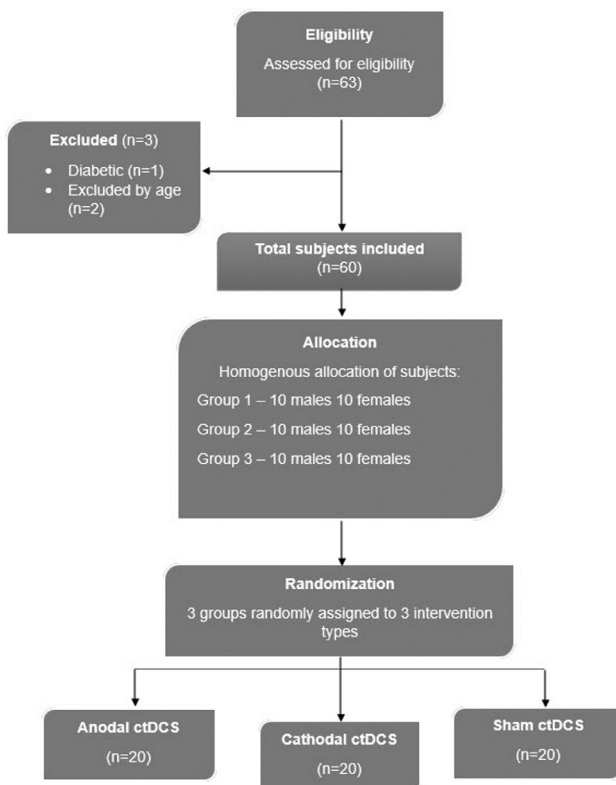 Eligibility
Assessed for eligibility
(n=63)
Excluded (n=3)
• Diabetic (n=1)
• Excluded by age
(n=2)
Total subjects included
(n=60)
Allocation
Homogenous allocation of subjects:
Group 1 – 10 males 10 females
Group 2 – 10 males 10 females
Group 3 – 10 males 10 females
Randomization
3 groups randomly assigned to 3 intervention
types
Anodal ctDCS
(n=20)
Cathodal ctDCS
(n=20)
Sham ctDCS
(n=20)